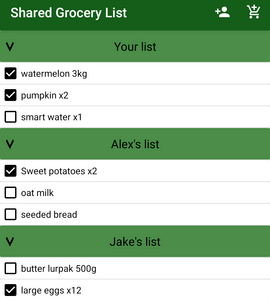 Shared Grocery List
Your list
watermelon 3kg
pumpkin x2
smart water x1
Alex's list
Sweet potatoes x2
oat milk
seeded bread
Jake's list
butter lurpak 500g
large eggs x12